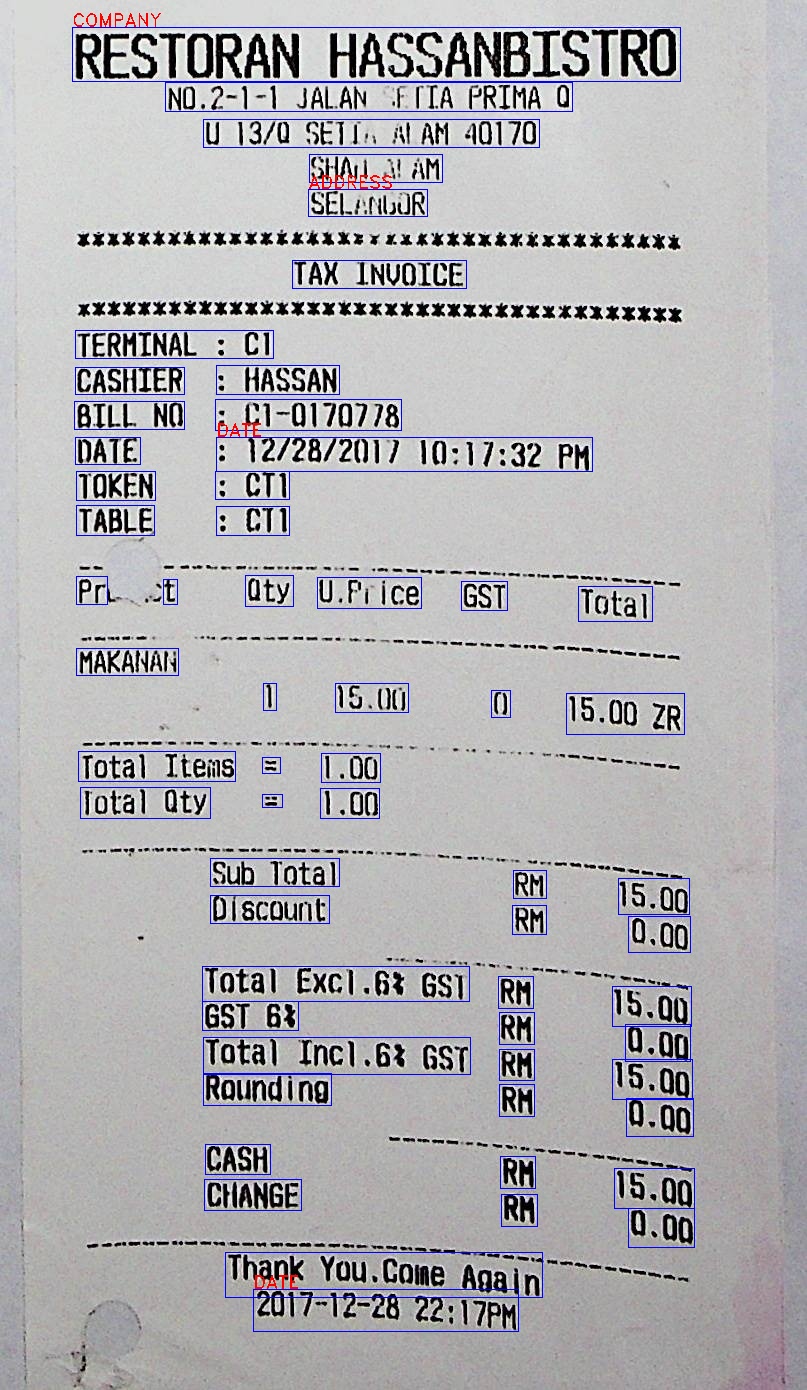 COMPANY
RESTORAN HASSANBISTRO
NO.2-1-1 JALAN SETIA PRIMA Q
U 13/Q SETIA ALAM 40170
SHAH ALAM
ADDRESS
SELANGOR
****************************************
TAX INVOICE
****************************************
TERMINAL : C1
CASHIER : HASSAN
BILL NO : C1-0170778
DATE
DATE : 12/28/2017 10:17:32 PM
TOKEN : CT1
TABLE : CT1
Qty U.Price GST Total
MAKANAN
1 15.00 0 15.00 ZR
Total Items = 1.00
Total Qty = 1.00
Sub Total RM 15.00
Discount RM 0.00
Total Excl.6% GST RM 15.00
GST 6% RM 0.00
Total Incl.6% GST RM 15.00
Rounding RM 0.00
CASH RM 15.00
CHANGE RM 0.00
Thank You.Come Again
DATE
2017-12-28 22:17PM